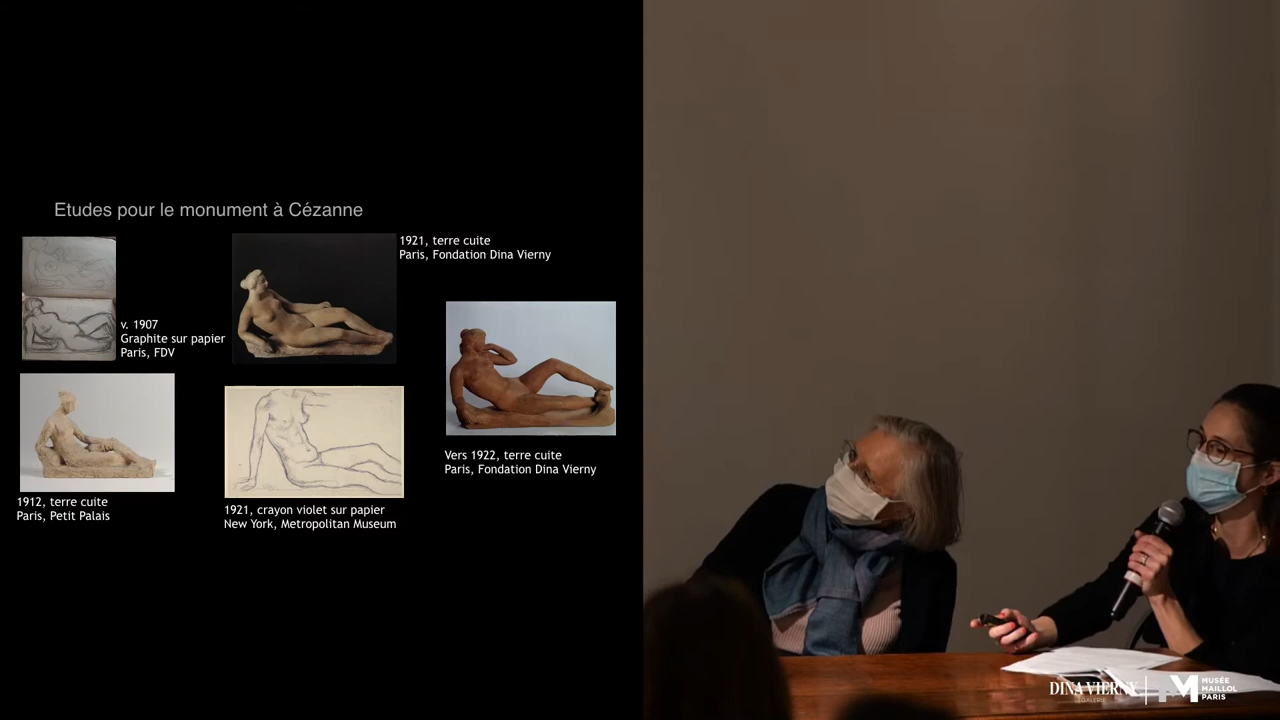 Etudes pour le monument à Cézanne
1921, terre cuite
Paris, Fondation Dina Vierny
v. 1907
Graphite sur papier
Paris, FDV
Vers 1922, terre cuite
Paris, Fondation Dina Vierny
1912, terre cuite
Paris, Petit Palais
1921, crayon violet sur papier
New York, Metropolitan Museum
DINA VIERNY
GALERIE
MUSÉE
MAILLOL
PARIS